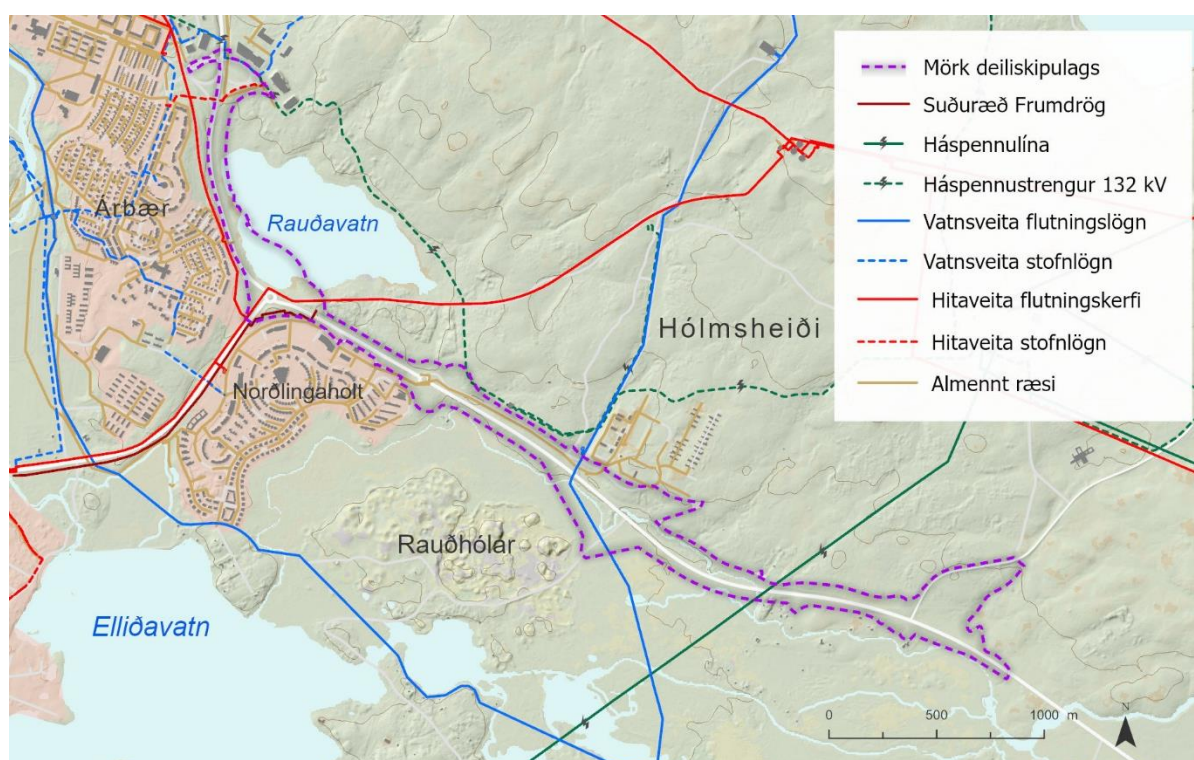 Mörk deiliskipulags
Suðuræð Frumdrög
Háspennulína
Háspennustrengur 132 kV
Vatnsveita flutningslögn
Vatnsveita stofnlögn
Hitaveita flutningskerfi
Hitaveita stofnlögn
Almennt ræsi
Árbær
Rauðavatn
Hólmsheiði
Norðlingaholt
Rauðhólar
Elliðavatn
0 500 1000 m
N